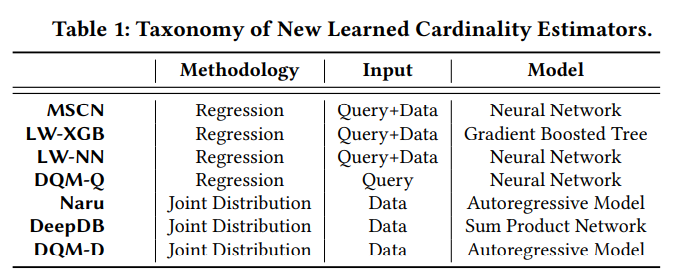 Table 1: Taxonomy of New Learned Cardinality Estimators.
Methodology Input Model
MSCN Regression Query+Data Neural Network
LW-XGB Regression Query+Data Gradient Boosted Tree
LW-NN Regression Query+Data Neural Network
DQM-Q Regression Query Neural Network
Naru Joint Distribution Data Autoregressive Model
DeepDB Joint Distribution Data Sum Product Network
DQM-D Joint Distribution Data Autoregressive Model